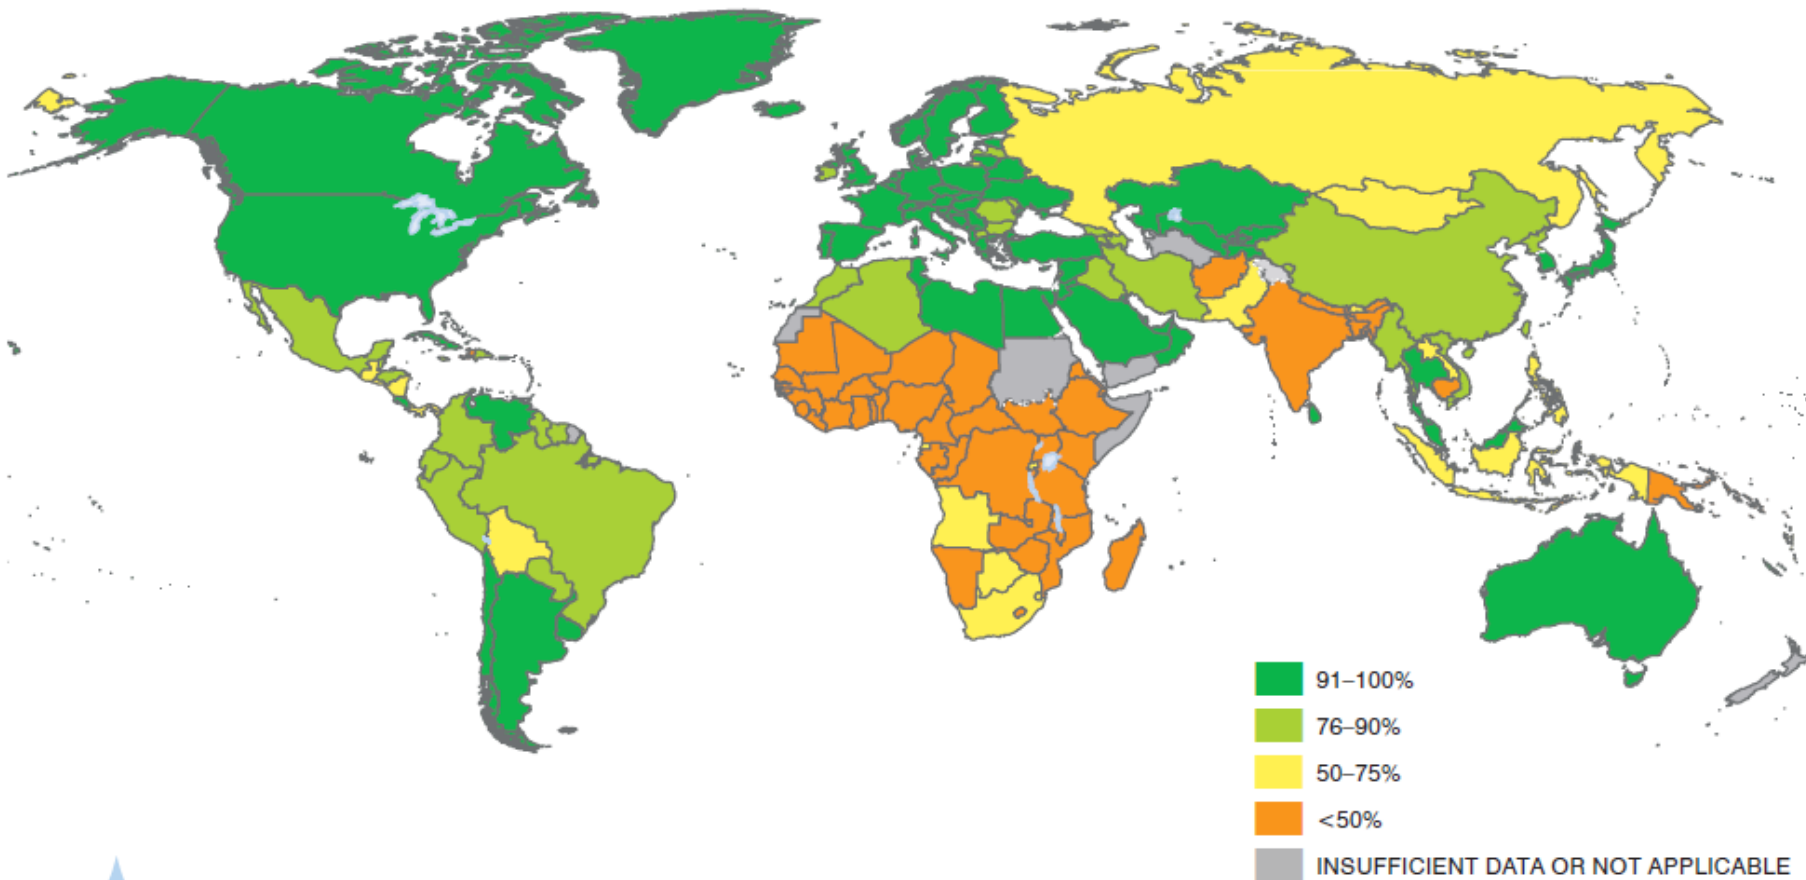 91–100%
76–90%
50–75%
<50%
INSUFFICIENT DATA OR NOT APPLICABLE